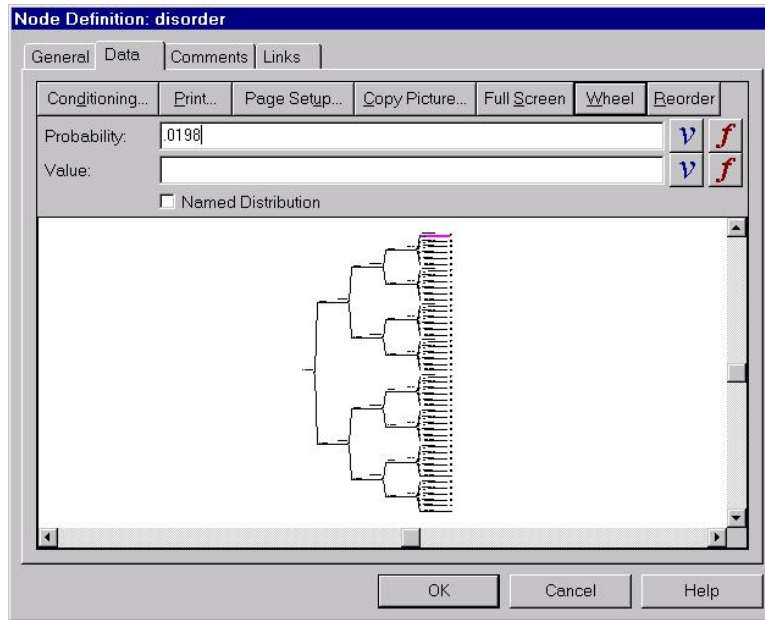 Node Definition: disorder
General Data Comments Links
Conditioning... Print... Page Setup... Copy Picture... Full Screen Wheel Reorder
Probability: .0198 v f
Value: v f
Named Distribution
OK Cancel Help